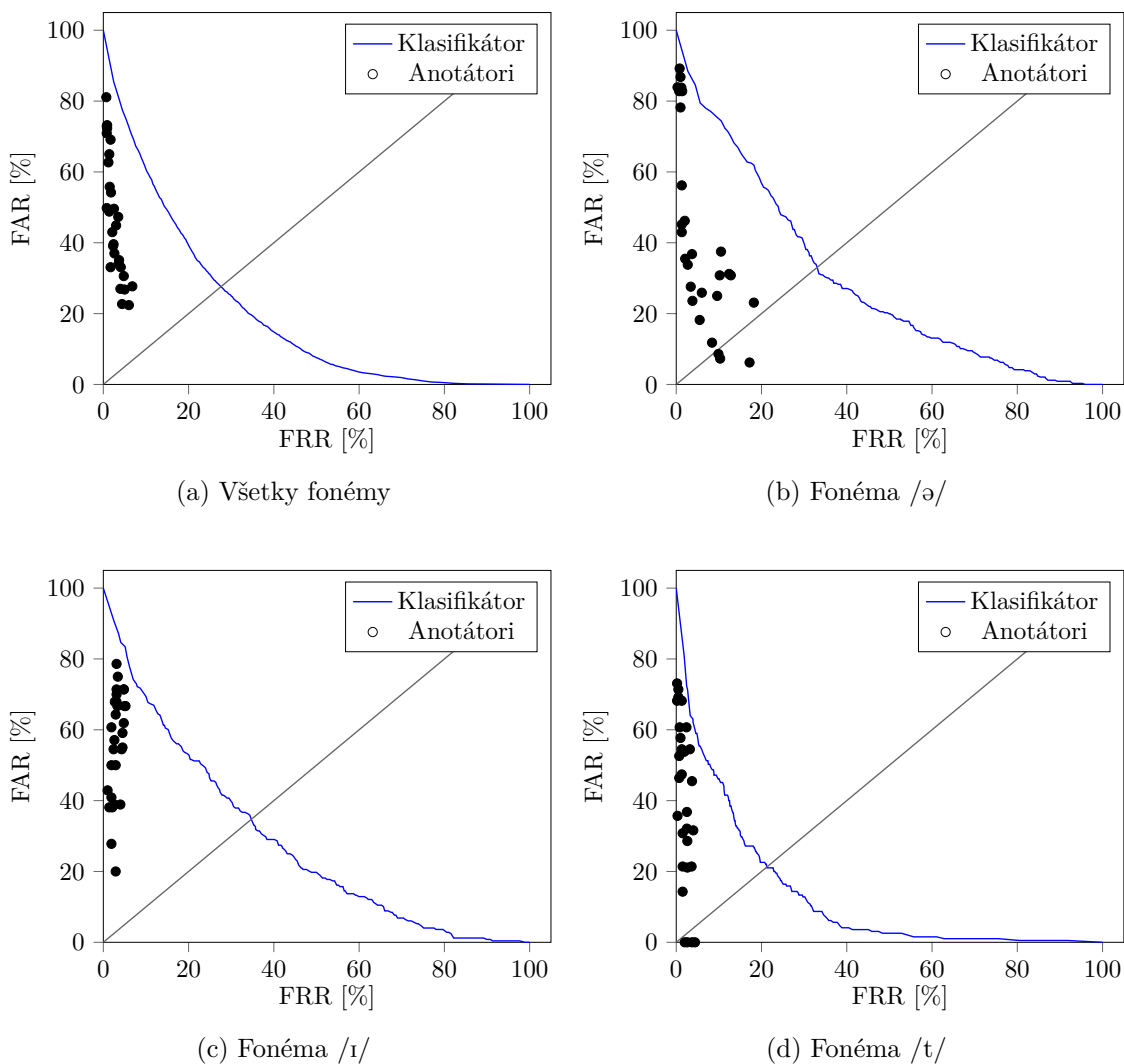 100
80
60
40
20
0
FAR [%]
0 20 40 60 80 100
FRR [%]
Klasifikátor
Anotátori
(a) Všetky fonémy
100
80
60
40
20
0
FAR [%]
0 20 40 60 80 100
FRR [%]
Klasifikátor
Anotátori
(b) Fonéma /ə/
100
80
60
40
20
0
FAR [%]
0 20 40 60 80 100
FRR [%]
Klasifikátor
Anotátori
(c) Fonéma /ɪ/
100
80
60
40
20
0
FAR [%]
0 20 40 60 80 100
FRR [%]
Klasifikátor
Anotátori
(d) Fonéma /t/